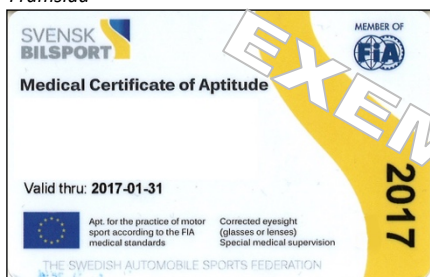 Framsida
SVENSK
BILSPORT
MEMBER OF
FIA
Medical Certificate of Aptitude
EXEM
2017
Valid thru: 2017-01-31
Apt. for the practice of motor
sport according to the FIA
medical standards
Corrected eyesight
(glasses or lenses)
Special medical supervision
THE SWEDISH AUTOMOBILE SPORTS FEDERATION